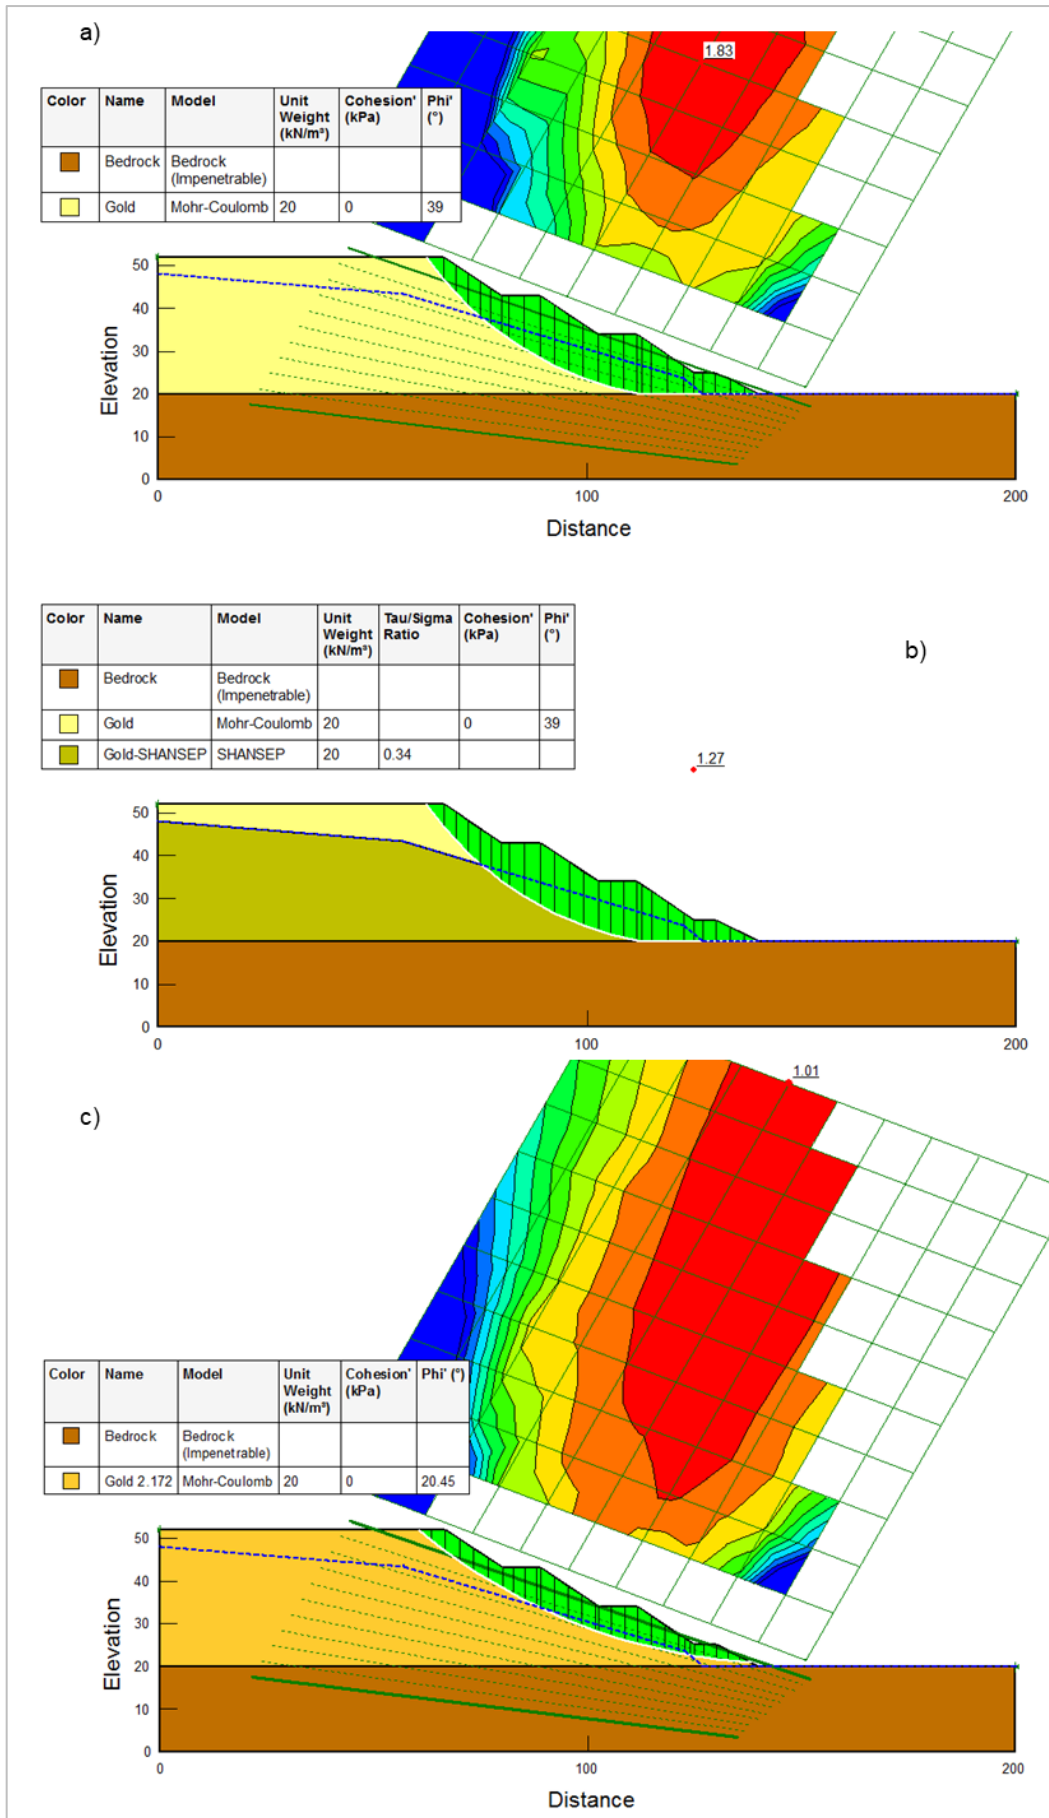 a)
1.83
Color Name Model Unit Weight (kN/m³) Cohesion' (kPa) Phi' (°)
Bedrock Bedrock (Impenetrable)
Gold Mohr-Coulomb 20 0 39
50
40
30
20
10
0
Elevation
0 100 200
Distance
Color Name Model Unit Weight (kN/m³) Tau/Sigma Ratio Cohesion' (kPa) Phi' (°)
Bedrock Bedrock (Impenetrable)
Gold Mohr-Coulomb 20 0 39
Gold-SHANSEP SHANSEP 20 0.34
b)
1.27
50
40
30
20
10
0
Elevation
0 100 200
c)
1.01
Color Name Model Unit Weight (kN/m³) Cohesion' (kPa) Phi' (°)
Bedrock Bedrock (Impenetrable)
Gold 2.172 Mohr-Coulomb 20 0 20.45
50
40
30
20
10
0
Elevation
0 100 200
Distance